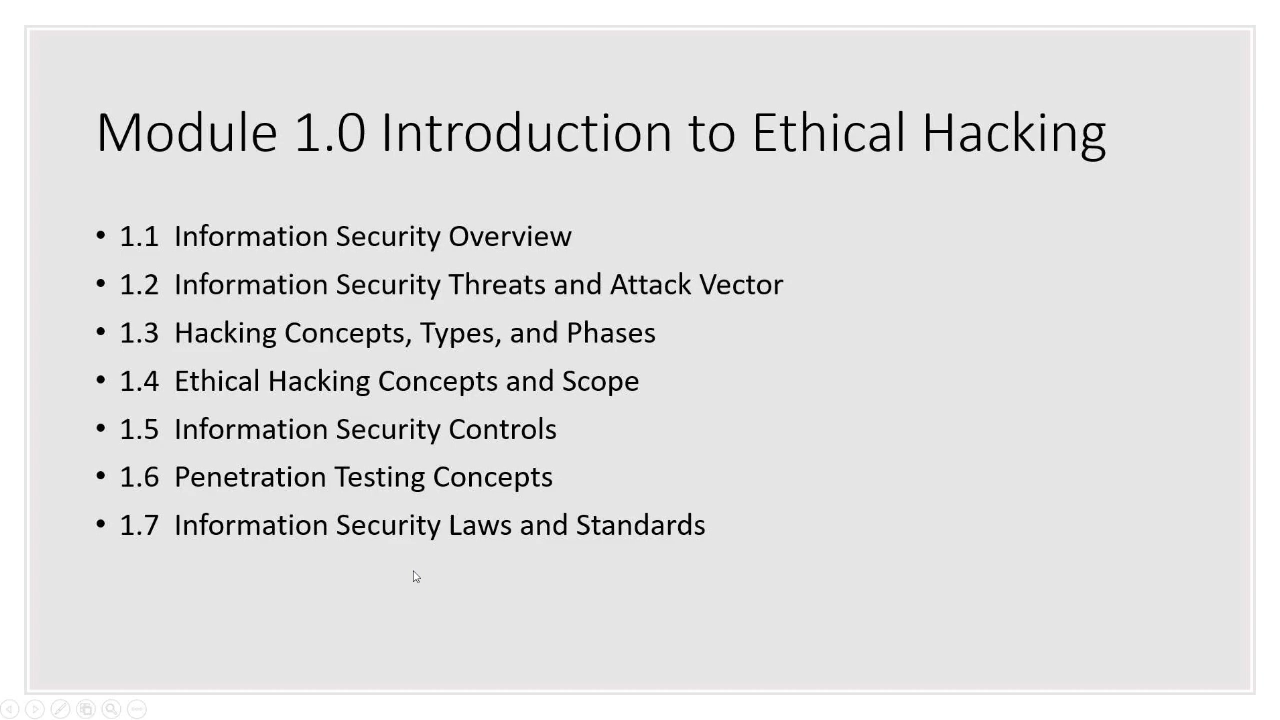 Module 1.0 Introduction to Ethical Hacking
• 1.1 Information Security Overview
• 1.2 Information Security Threats and Attack Vector
• 1.3 Hacking Concepts, Types, and Phases
• 1.4 Ethical Hacking Concepts and Scope
• 1.5 Information Security Controls
• 1.6 Penetration Testing Concepts
• 1.7 Information Security Laws and Standards